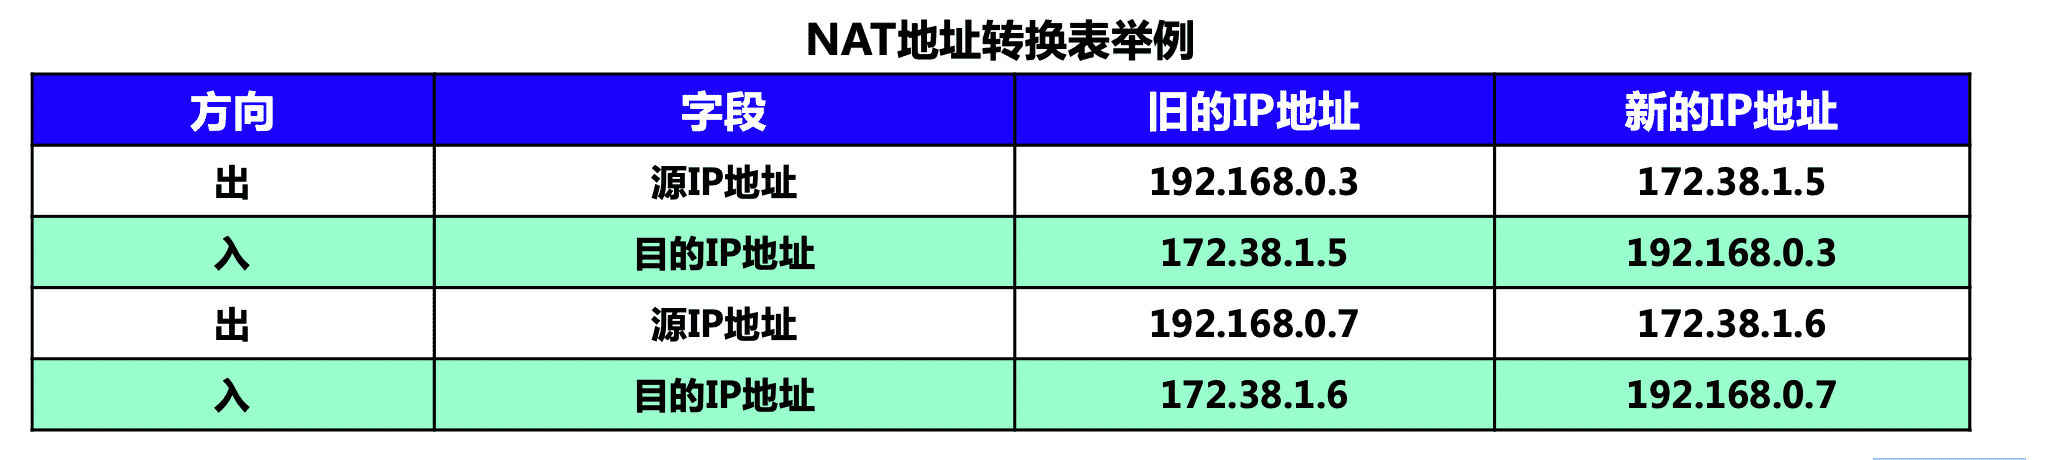 NAT地址转换表举例
方向 字段 旧的IP地址 新的IP地址
出 源IP地址 192.168.0.3 172.38.1.5
入 目的IP地址 172.38.1.5 192.168.0.3
出 源IP地址 192.168.0.7 172.38.1.6
入 目的IP地址 172.38.1.6 192.168.0.7